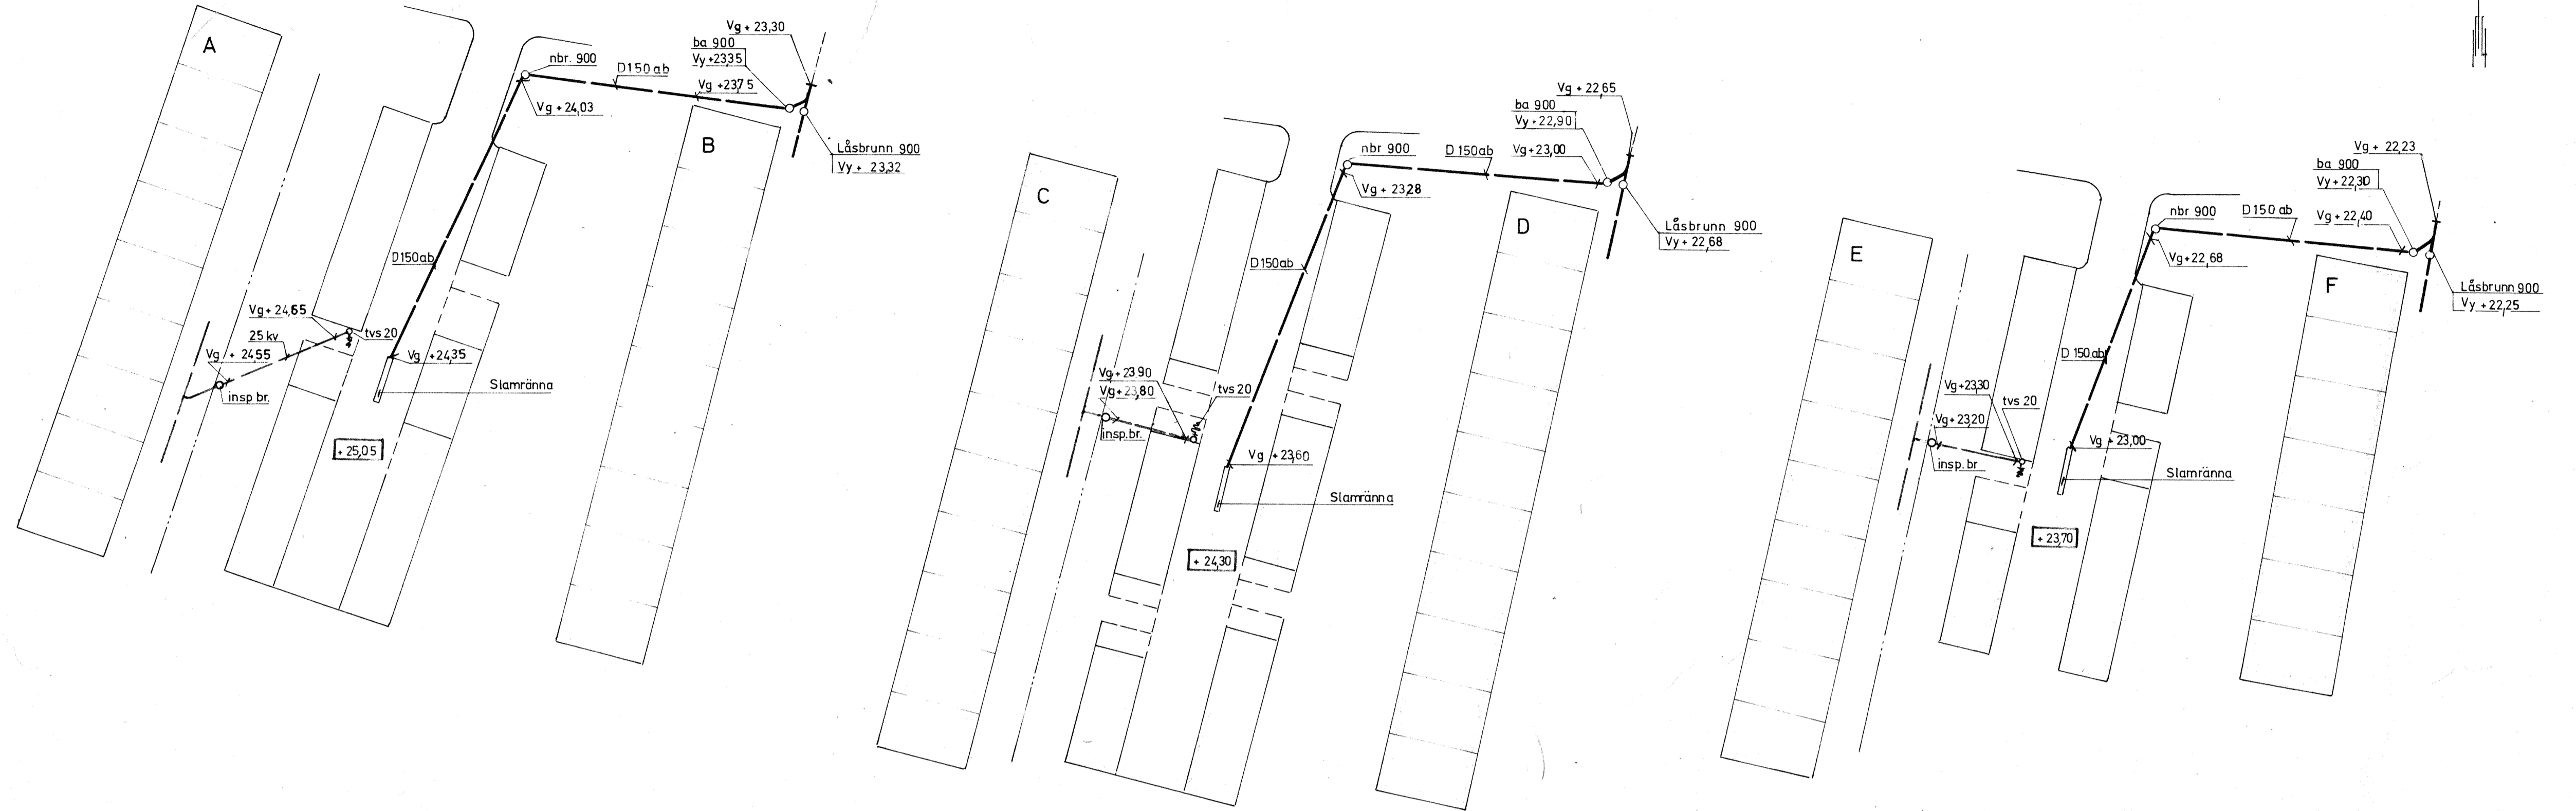 A
nbr. 900
D150 ab
Vg + 23,30
ba 900
Vy +23,35
Vg +23,75
Vg + 24,03
B
Låsbrunn 900
Vy + 23,32
D150ab
Vg+ 24,65
25 kv
tvs 20
Vg + 24,55
insp br.
Vg +24,35
Slamränna
+ 25,05
C
nbr 900
D 150ab
Vg + 22,65
ba 900
Vy +22,90
Vg+23,00
Vg + 23,28
D
Låsbrunn 900
Vy + 22,68
D150ab
Vg+ 23,90
Vg+23,80
tvs 20
insp.br.
Vg +23,60
Slamränna
+ 24,30
E
nbr 900
D 150 ab
Vg + 22,23
ba 900
Vy+22,30
Vg+ 22,40
Vg+22,68
F
Låsbrunn 900
Vy +22,25
D 150 ab
Vg+23,30
tvs 20
Vg+23,20
insp. br
Vg +23,00
Slamränna
+ 23,70